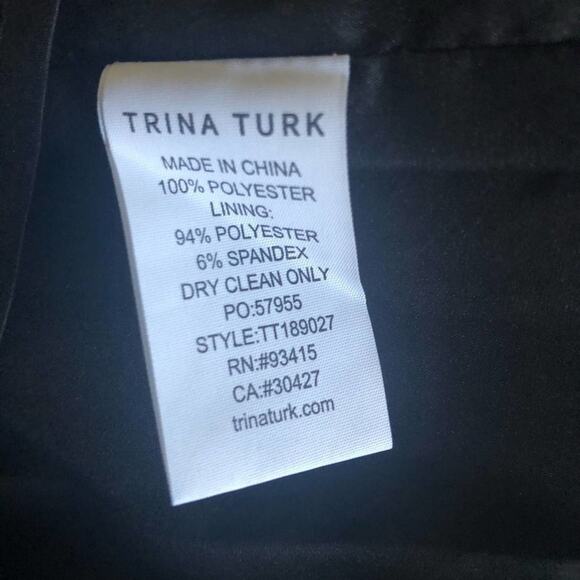 TRINA TURK
MADE IN CHINA
100% POLYESTER
LINING:
94% POLYESTER
6% SPANDEX
DRY CLEAN ONLY
PO:57955
STYLE:TT189027
RN:#93415
CA:#30427
trinaturk.com